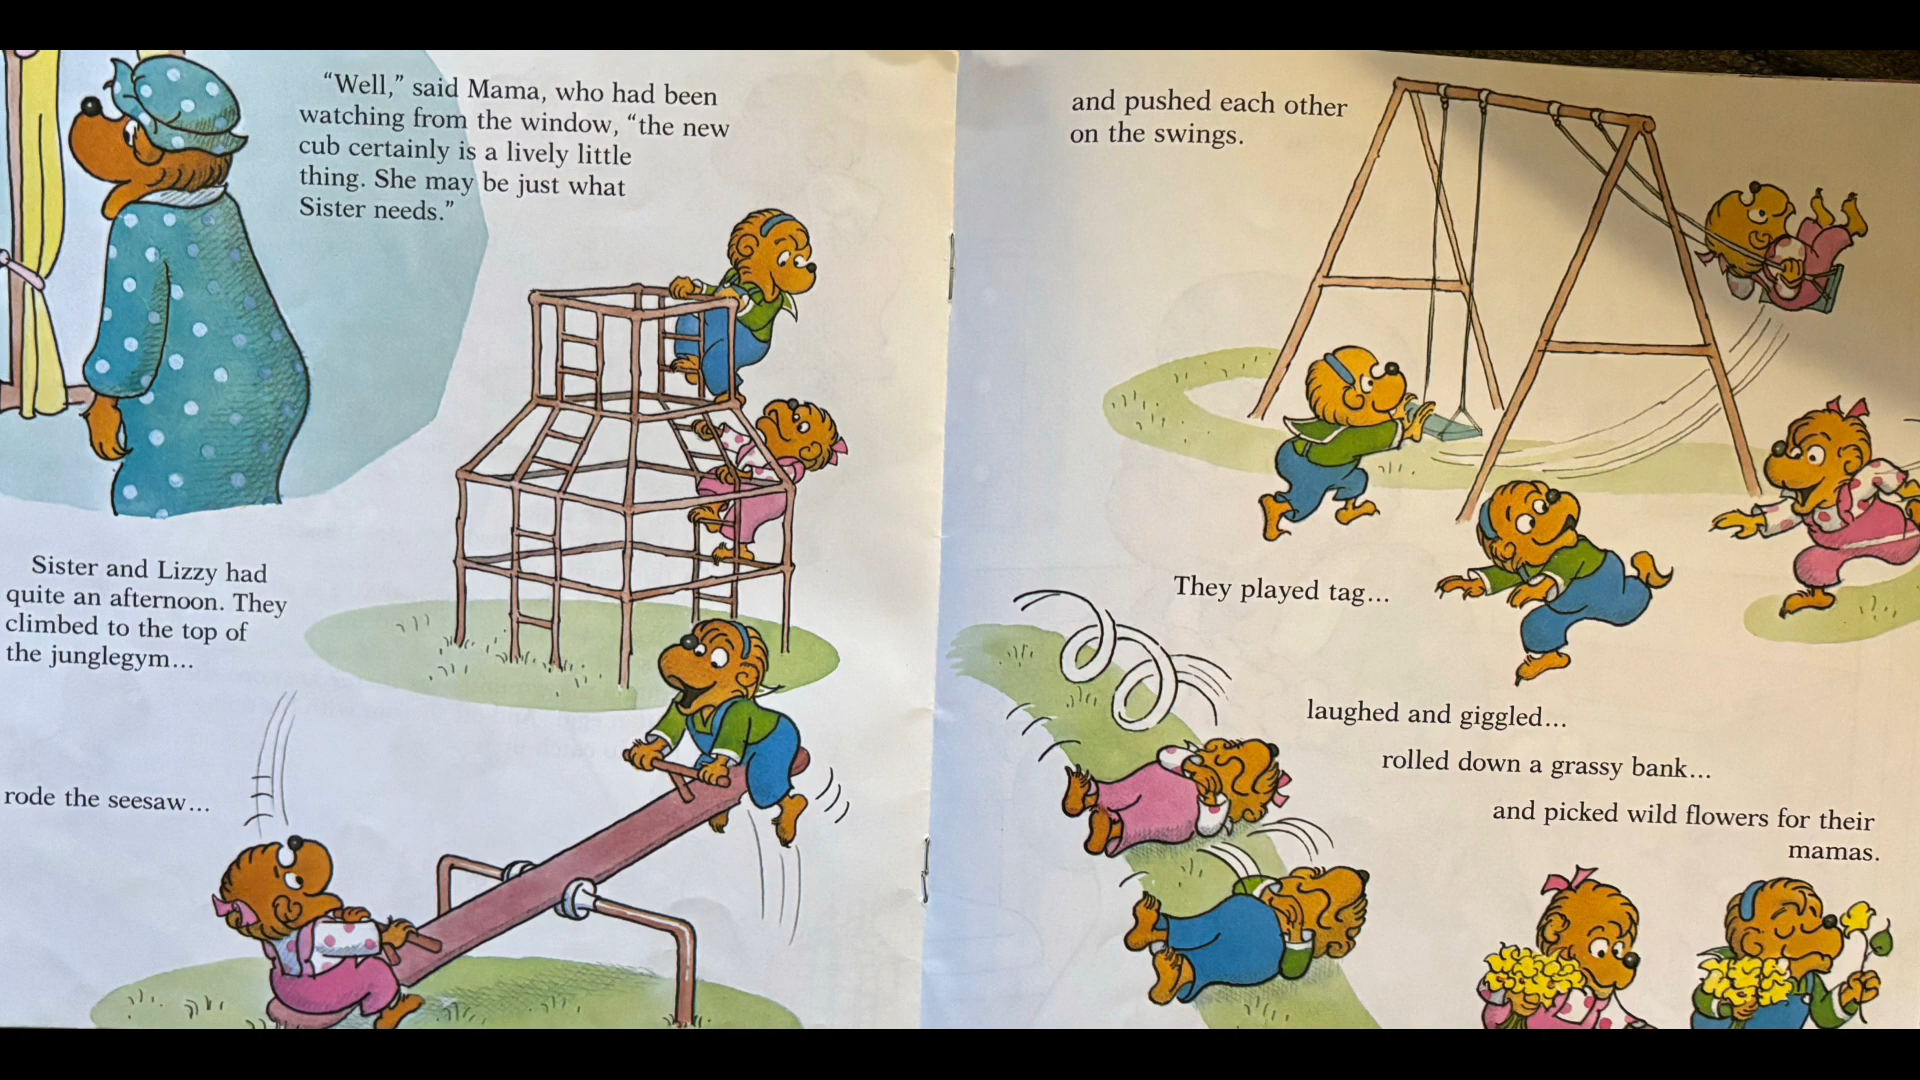 “Well,” said Mama, who had been
watching from the window, “the new
cub certainly is a lively little
thing. She may be just what
Sister needs.”
Sister and Lizzy had
quite an afternoon. They
climbed to the top of
the junglegym...
rode the seesaw...
and pushed each other
on the swings.
They played tag...
laughed and giggled...
rolled down a grassy bank...
and picked wild flowers for their
mamas.